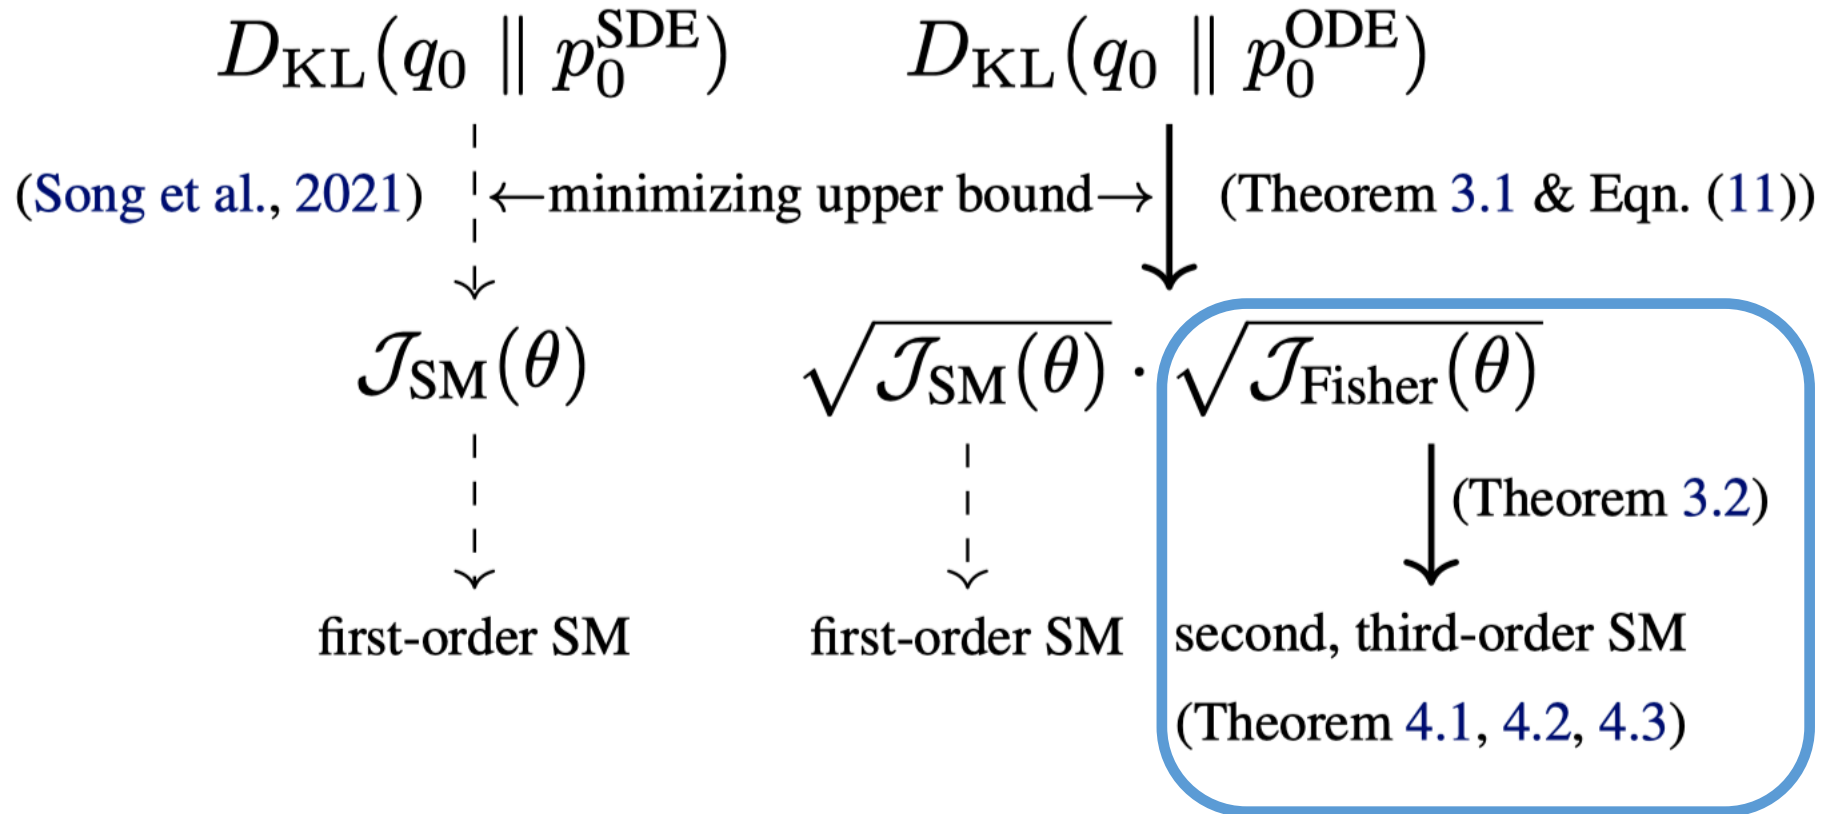 D_KL(q_0 ∥ p_0^SDE) D_KL(q_0 ∥ p_0^ODE)
(Song et al., 2021) ←minimizing upper bound→ (Theorem 3.1 & Eqn. (11))
𝒥_SM(θ) √𝒥_SM(θ) · √𝒥_Fisher(θ)
(Theorem 3.2)
first-order SM first-order SM second, third-order SM
(Theorem 4.1, 4.2, 4.3)